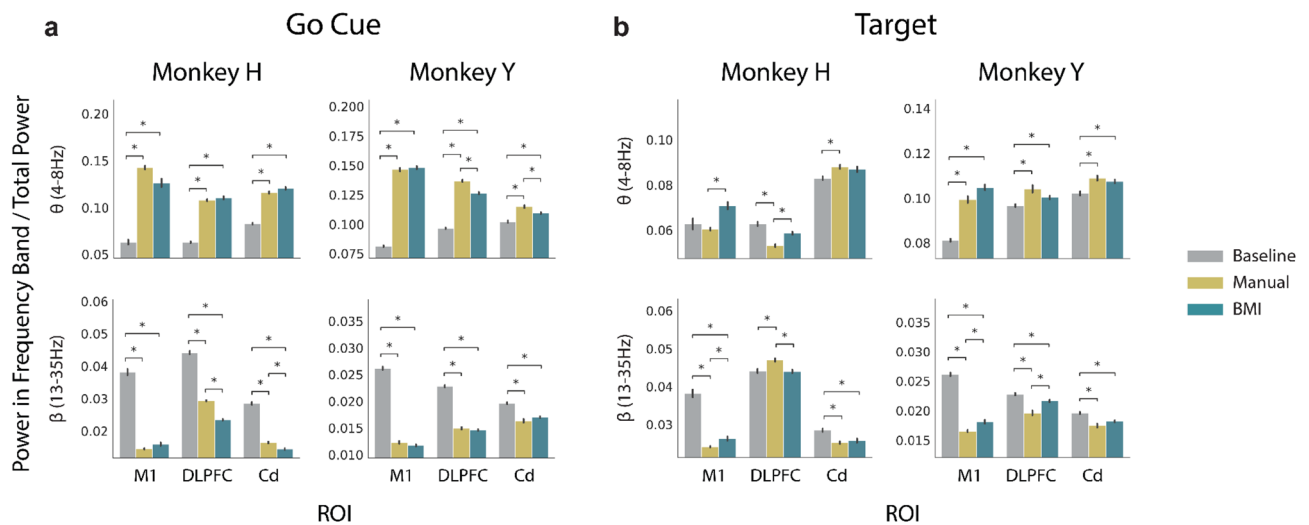 a Go Cue
Monkey H Monkey Y
Power in Frequency Band / Total Power
θ (4-8Hz)
0.20
0.15
0.10
0.05
* * * * * *
0.200
0.175
0.150
0.125
0.100
0.075
* * * * * * * *
β (13-35Hz)
0.06
0.05
0.04
0.03
0.02
* * * * * * * *
M1 DLPFC Cd
0.035
0.030
0.025
0.020
0.015
0.010
* * * * * *
M1 DLPFC Cd
ROI
b Target
Monkey H Monkey Y
θ (4-8Hz)
0.10
0.08
0.06
* * * *
0.14
0.12
0.10
0.08
* * * * * *
β (13-35Hz)
0.06
0.05
0.04
0.03
* * * * * * *
M1 DLPFC Cd
0.035
0.030
0.025
0.020
0.015
* * * * * * * *
M1 DLPFC Cd
ROI
Baseline
Manual
BMI